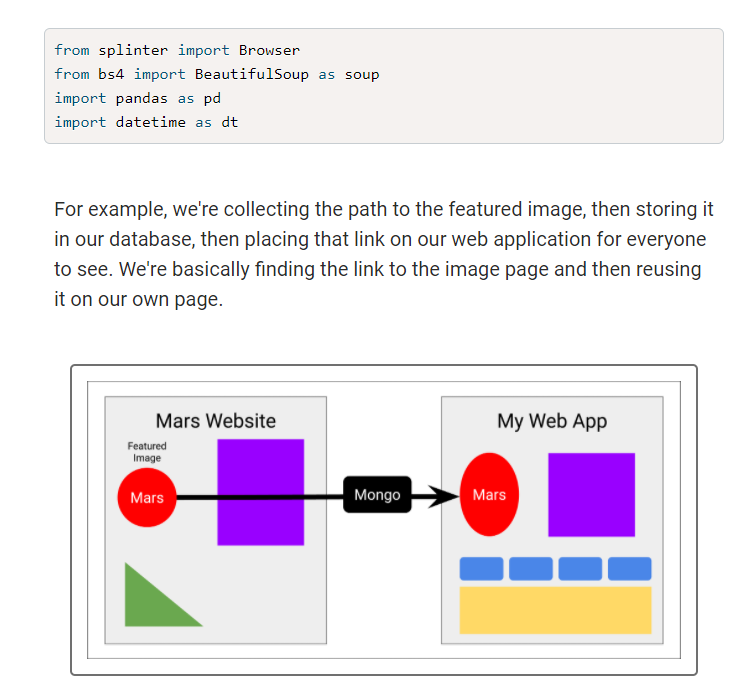 from splinter import Browser
from bs4 import BeautifulSoup as soup
import pandas as pd
import datetime as dt
For example, we're collecting the path to the featured image, then storing it
in our database, then placing that link on our web application for everyone
to see. We're basically finding the link to the image page and then reusing
it on our own page.
Mars Website
Featured
Image
Mars
Mongo
My Web App
Mars